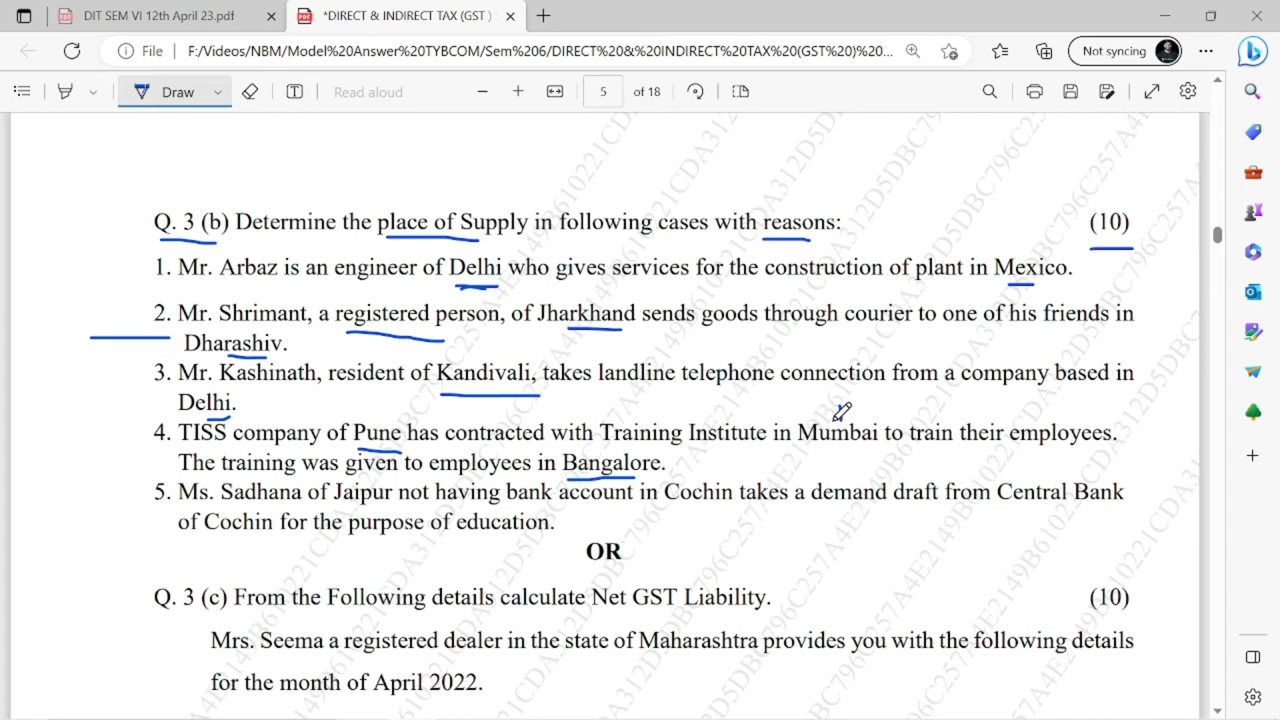 DIT SEM VI 12th April 23.pdf
*DIRECT & INDIRECT TAX (GST )
File
F:/Videos/NBM/Model%20Answer%20TYBCOM/Sem%206/DIRECT%20&%20INDIRECT%20TAX%20(GST%20)%20...
Not syncing
Draw
Read aloud
5 of 18
Q. 3 (b) Determine the place of Supply in following cases with reasons: (10)
1. Mr. Arbaz is an engineer of Delhi who gives services for the construction of plant in Mexico.
2. Mr. Shrimant, a registered person, of Jharkhand sends goods through courier to one of his friends in
Dharashiv.
3. Mr. Kashinath, resident of Kandivali, takes landline telephone connection from a company based in
Delhi.
4. TISS company of Pune has contracted with Training Institute in Mumbai to train their employees.
The training was given to employees in Bangalore.
5. Ms. Sadhana of Jaipur not having bank account in Cochin takes a demand draft from Central Bank
of Cochin for the purpose of education.
OR
Q. 3 (c) From the Following details calculate Net GST Liability. (10)
Mrs. Seema a registered dealer in the state of Maharashtra provides you with the following details
for the month of April 2022.